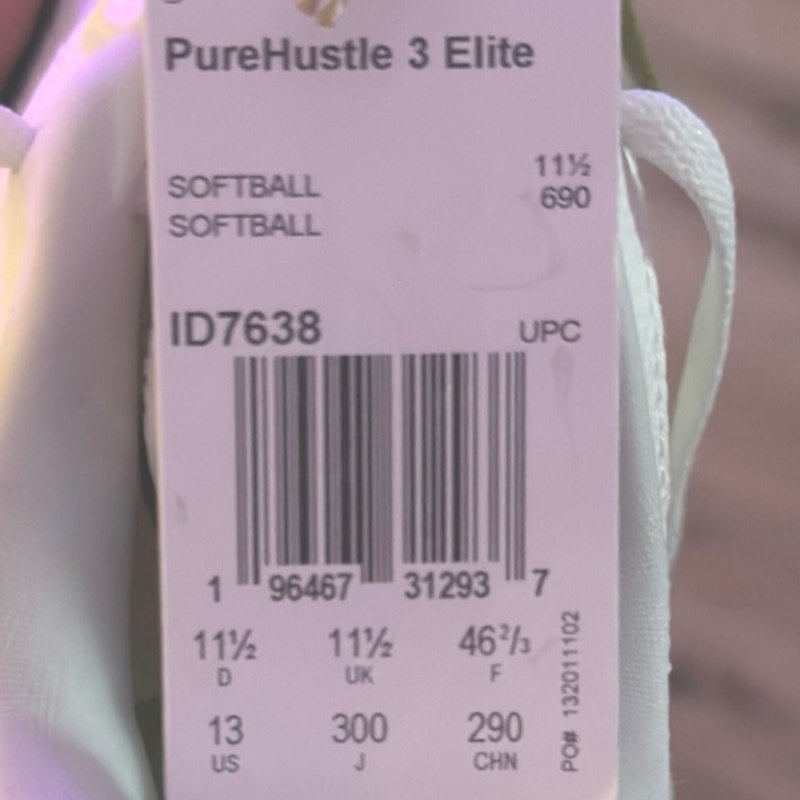 PureHustle 3 Elite
11½
SOFTBALL 690
SOFTBALL
ID7638 UPC
1 96467 31293 7
11½ 11½ 46²/₃
D UK F
13 300 290
US J CHN
PO# 132011102